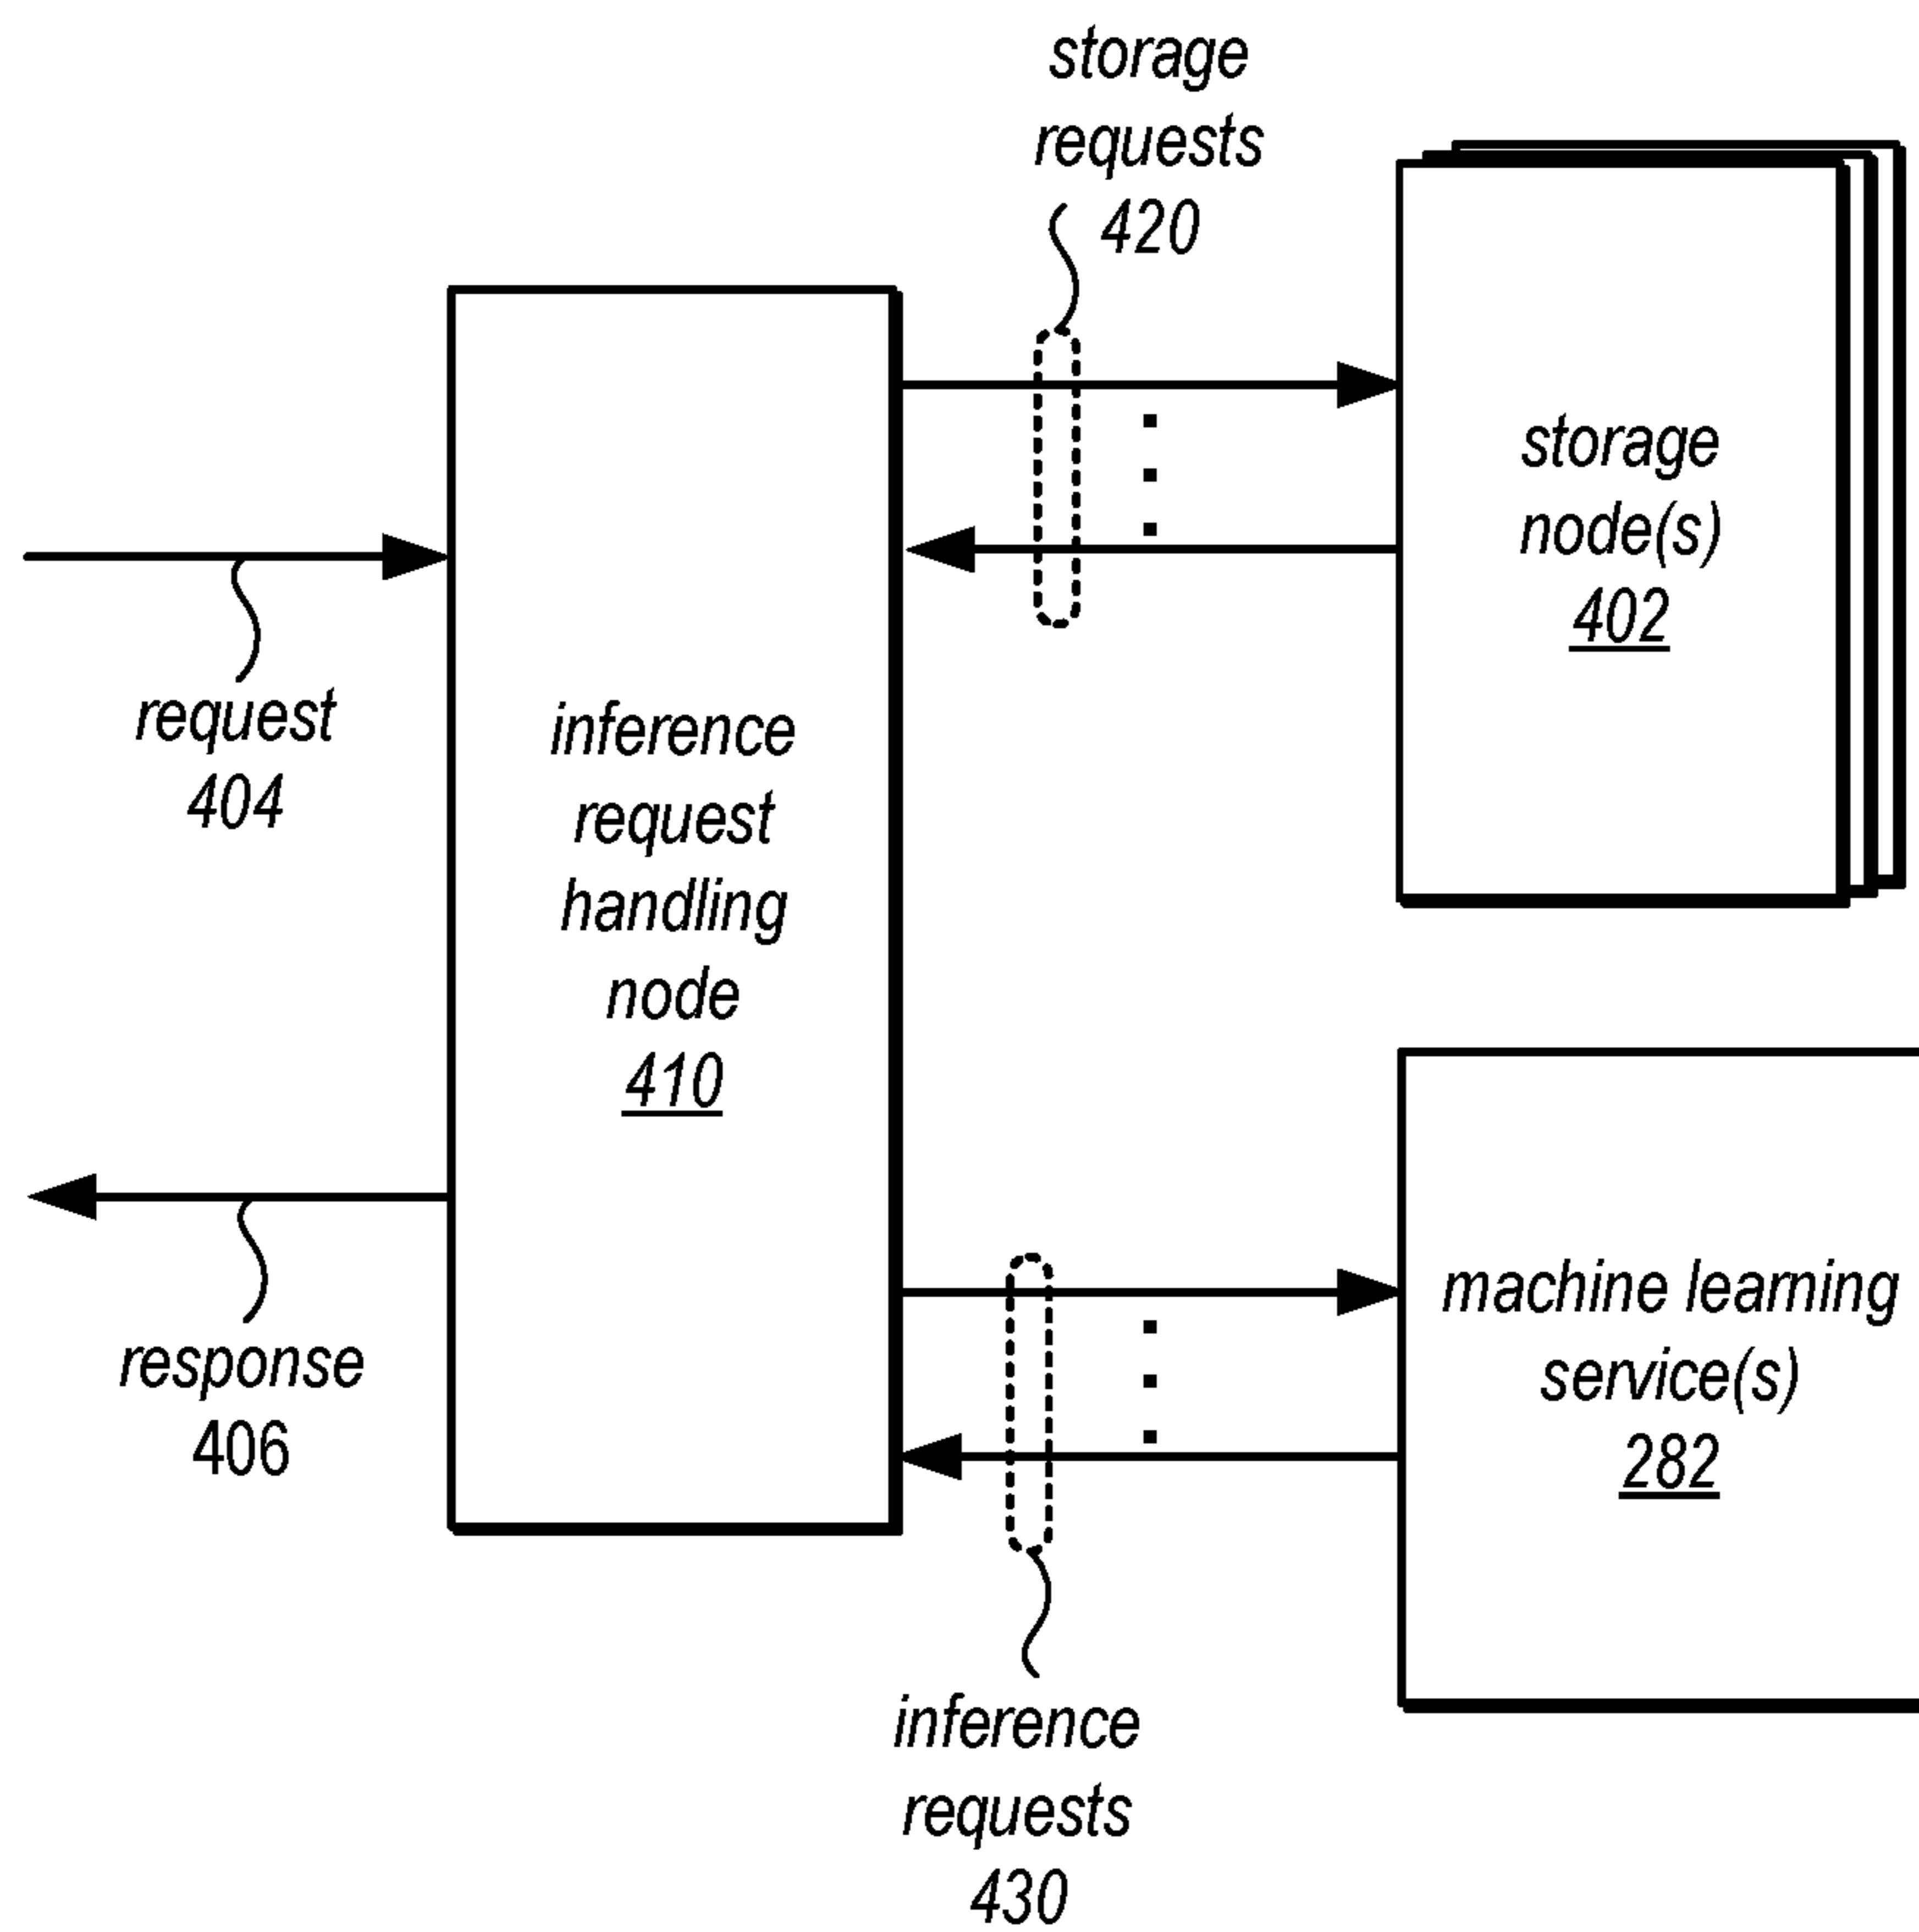 storage
requests
420
storage
node(s)
402
request
404
inference
request
handling
node
410
response
406
machine learning
service(s)
282
inference
requests
430